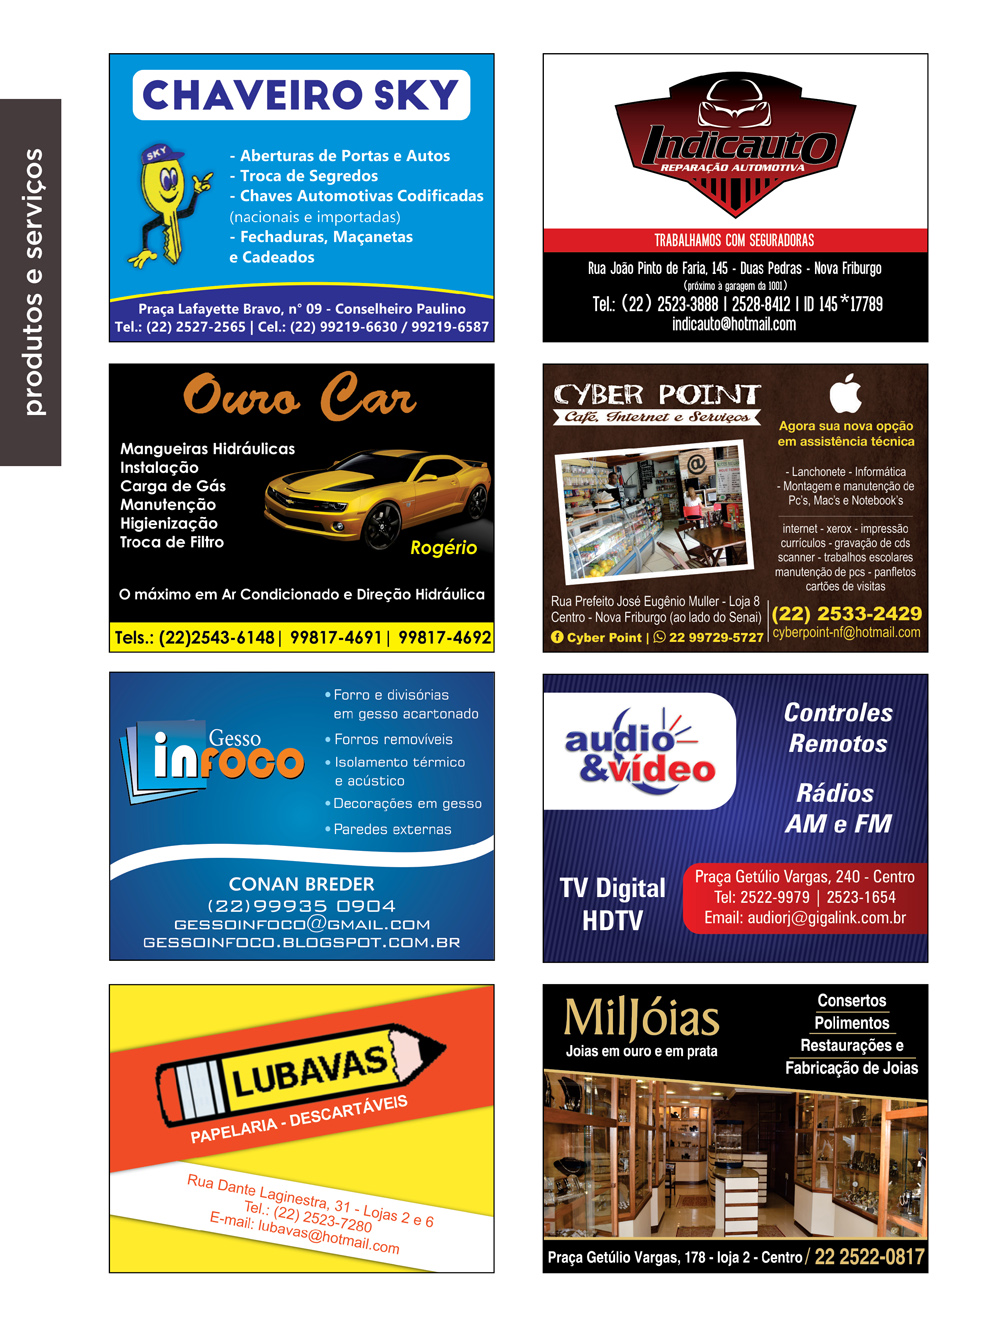 produtos e serviços
CHAVEIRO SKY
SKY
- Aberturas de Portas e Autos
- Troca de Segredos
- Chaves Automotivas Codificadas
(nacionais e importadas)
- Fechaduras, Maçanetas
e Cadeados
Praça Lafayette Bravo, n° 09 - Conselheiro Paulino
Tel.: (22) 2527-2565 | Cel.: (22) 99219-6630 / 99219-6587
Indicauto
REPARAÇÃO AUTOMOTIVA
TRABALHAMOS COM SEGURADORAS
Rua João Pinto de Faria, 145 - Duas Pedras - Nova Friburgo
(próximo à garagem da 1001)
Tel.: (22) 2523-3888 | 2528-8412 | ID 145*17789
indicauto@hotmail.com
Ouro Car
Mangueiras Hidráulicas
Instalação
Carga de Gás
Manutenção
Higienização
Troca de Filtro
Rogério
O máximo em Ar Condicionado e Direção Hidráulica
Tels.: (22)2543-6148| 99817-4691| 99817-4692
CYBER POINT
Café, Internet e Serviços
@
Agora sua nova opção
em assistência técnica
- Lanchonete - Informática
- Montagem e manutenção de
Pc's, Mac's e Notebook's
internet - xerox - impressão
currículos - gravação de cds
scanner - trabalhos escolares
manutenção de pcs - panfletos
cartões de visitas
Rua Prefeito José Eugênio Muller - Loja 8
Centro - Nova Friburgo (ao lado do Senai)
Cyber Point | 22 99729-5727
(22) 2533-2429
cyberpoint-nf@hotmail.com
Gesso
infoco
• Forro e divisórias
em gesso acartonado
• Forros removíveis
• Isolamento térmico
e acústico
• Decorações em gesso
• Paredes externas
CONAN BREDER
(22)99935 0904
GESSOINFOCO@GMAIL.COM
GESSOINFOCO.BLOGSPOT.COM.BR
audio
&vídeo
Controles
Remotos
Rádios
AM e FM
TV Digital
HDTV
Praça Getúlio Vargas, 240 - Centro
Tel: 2522-9979 | 2523-1654
Email: audiorj@gigalink.com.br
LUBAVAS
PAPELARIA - DESCARTÁVEIS
Rua Dante Laginestra, 31 - Lojas 2 e 6
Tel.: (22) 2523-7280
E-mail: lubavas@hotmail.com
MilJóias
Joias em ouro e em prata
Consertos
Polimentos
Restaurações e
Fabricação de Joias
Praça Getúlio Vargas, 178 - loja 2 - Centro / 22 2522-0817